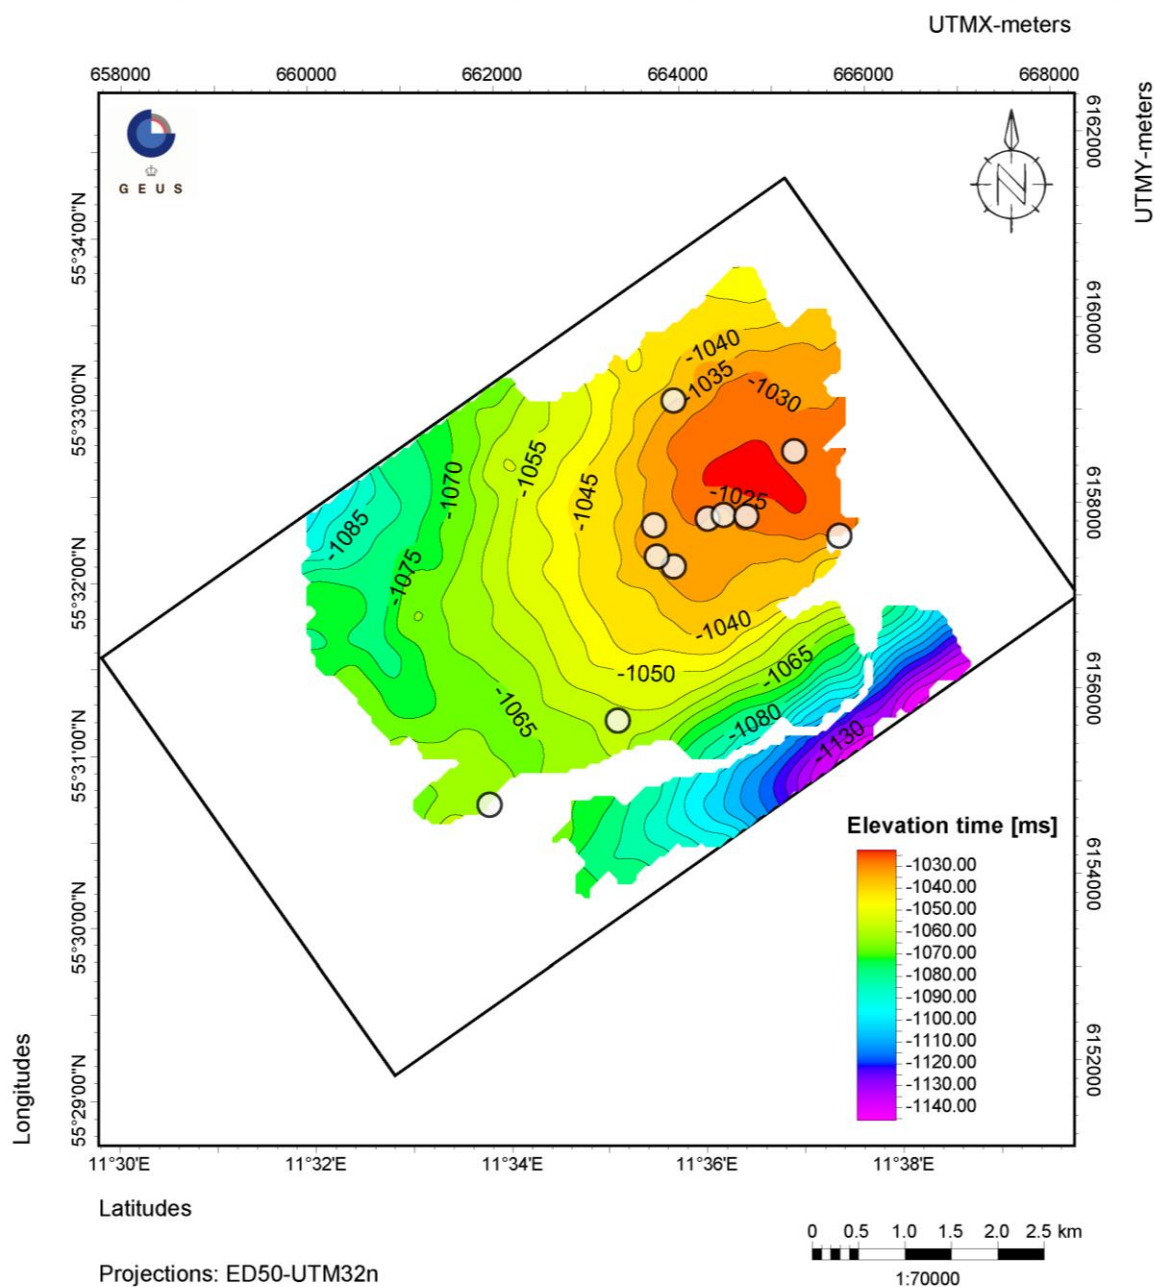 UTMX-meters
658000 660000 662000 664000 666000 668000
UTMY-meters
6162000
6160000
6158000
6156000
6154000
6152000
GEUS
N
55°34'00"N
55°33'00"N
55°32'00"N
55°31'00"N
55°30'00"N
55°29'00"N
-1040
-1035
-1030
-1055
-1070
-1045
-1025
-1085
-1075
-1040
-1050
-1065
-1065
-1080
-1130
Elevation time [ms]
-1030.00
-1040.00
-1050.00
-1060.00
-1070.00
-1080.00
-1090.00
-1100.00
-1110.00
-1120.00
-1130.00
-1140.00
Longitudes
11°30'E 11°32'E 11°34'E 11°36'E 11°38'E
Latitudes
0 0.5 1.0 1.5 2.0 2.5 km
1:70000
Projections: ED50-UTM32n